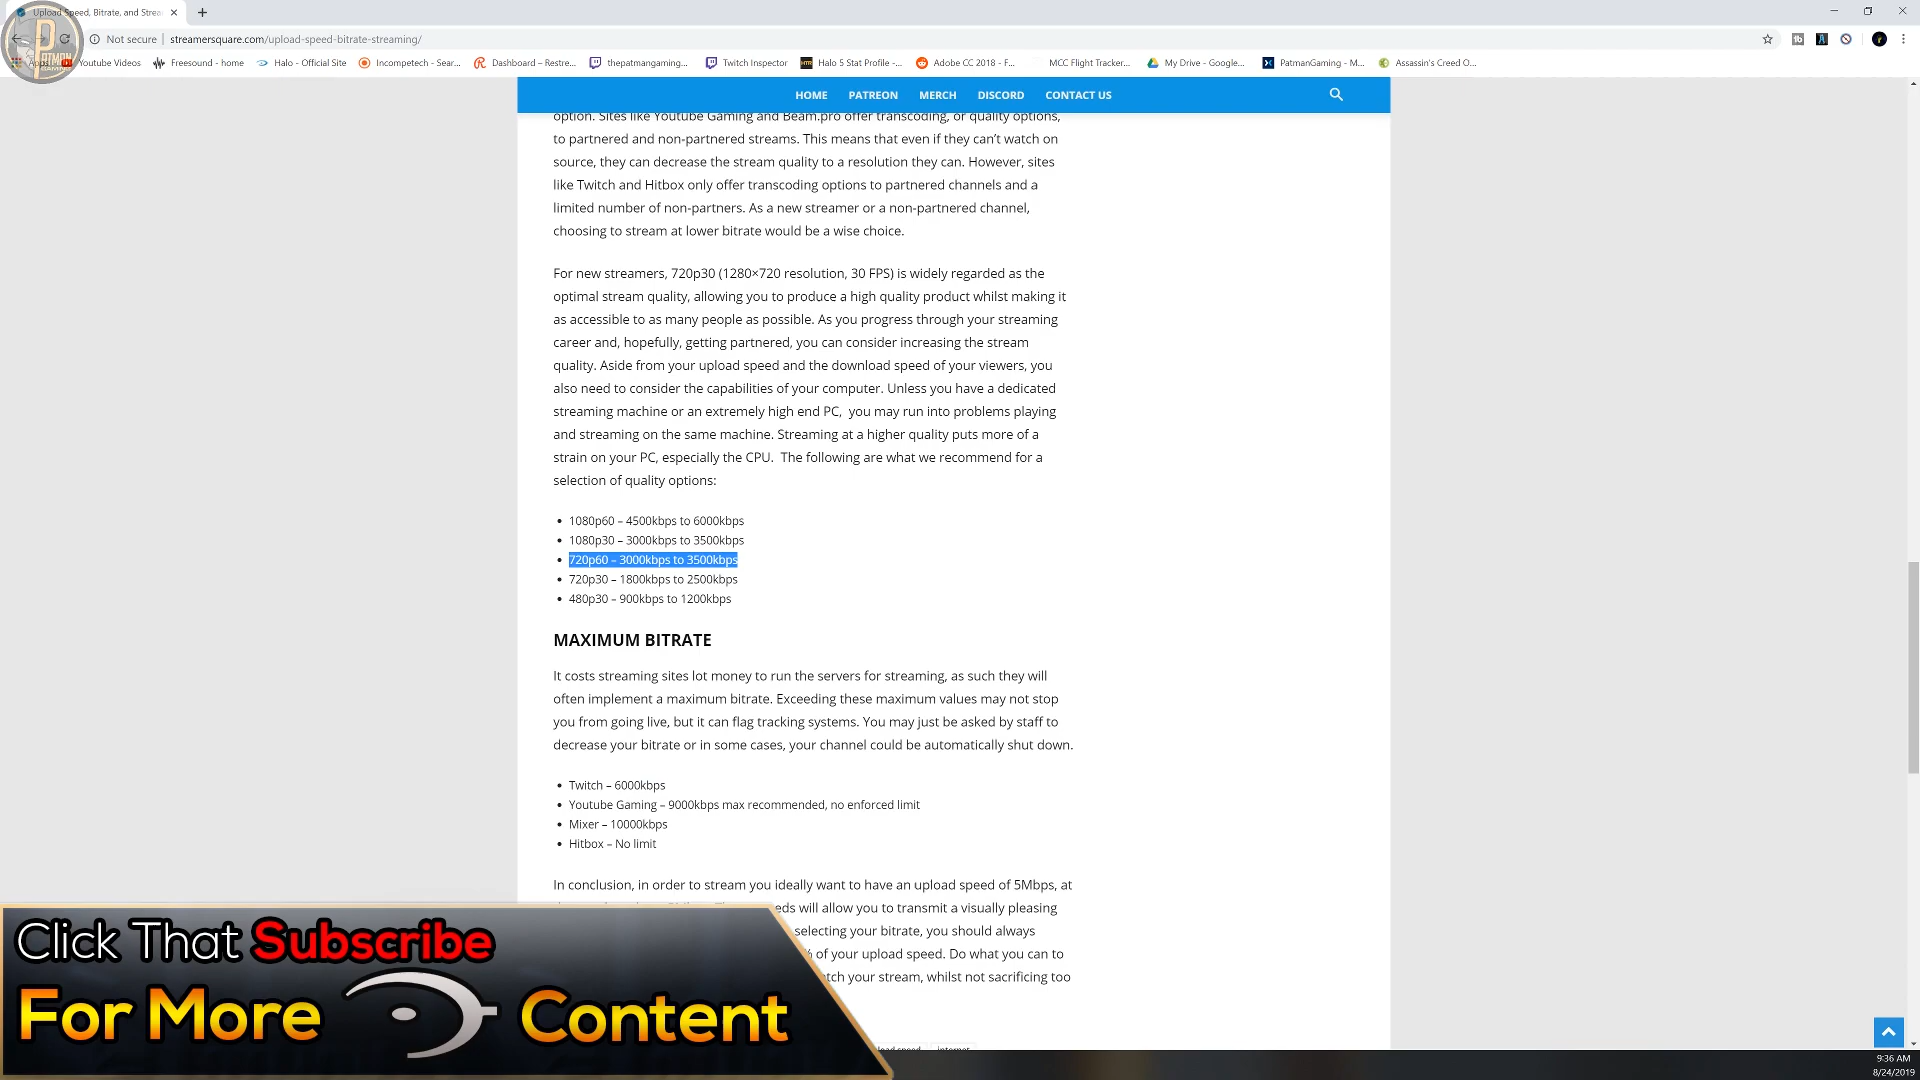 Upload Speed, Bitrate, and Strea
Not secure
streamersquare.com/upload-speed-bitrate-streaming/
Youtube Videos
Freesound - home
Halo - Official Site
Incompetech - Sear...
Dashboard – Restre...
thepatmangaming...
Twitch Inspector
Halo 5 Stat Profile -...
Adobe CC 2018 - F...
MCC Flight Tracker...
My Drive - Google...
PatmanGaming - M...
Assassin's Creed O...
HOME PATREON MERCH DISCORD CONTACT US
option. Sites like Youtube Gaming and Beam.pro offer transcoding, or quality options,
to partnered and non-partnered streams. This means that even if they can't watch on
source, they can decrease the stream quality to a resolution they can. However, sites
like Twitch and Hitbox only offer transcoding options to partnered channels and a
limited number of non-partners. As a new streamer or a non-partnered channel,
choosing to stream at lower bitrate would be a wise choice.
For new streamers, 720p30 (1280×720 resolution, 30 FPS) is widely regarded as the
optimal stream quality, allowing you to produce a high quality product whilst making it
as accessible to as many people as possible. As you progress through your streaming
career and, hopefully, getting partnered, you can consider increasing the stream
quality. Aside from your upload speed and the download speed of your viewers, you
also need to consider the capabilities of your computer. Unless you have a dedicated
streaming machine or an extremely high end PC,  you may run into problems playing
and streaming on the same machine. Streaming at a higher quality puts more of a
strain on your PC, especially the CPU.  The following are what we recommend for a
selection of quality options:
• 1080p60 – 4500kbps to 6000kbps
• 1080p30 – 3000kbps to 3500kbps
• 720p60 – 3000kbps to 3500kbps
• 720p30 – 1800kbps to 2500kbps
• 480p30 – 900kbps to 1200kbps
MAXIMUM BITRATE
It costs streaming sites lot money to run the servers for streaming, as such they will
often implement a maximum bitrate. Exceeding these maximum values may not stop
you from going live, but it can flag tracking systems. You may just be asked by staff to
decrease your bitrate or in some cases, your channel could be automatically shut down.
• Twitch – 6000kbps
• Youtube Gaming – 9000kbps max recommended, no enforced limit
• Mixer – 10000kbps
• Hitbox – No limit
In conclusion, in order to stream you ideally want to have an upload speed of 5Mbps, at
will allow you to transmit a visually pleasing
selecting your bitrate, you should always
% of your upload speed. Do what you can to
your stream, whilst not sacrificing too
Click That Subscribe
For More Content
speed
internet
9:36 AM
8/24/2019